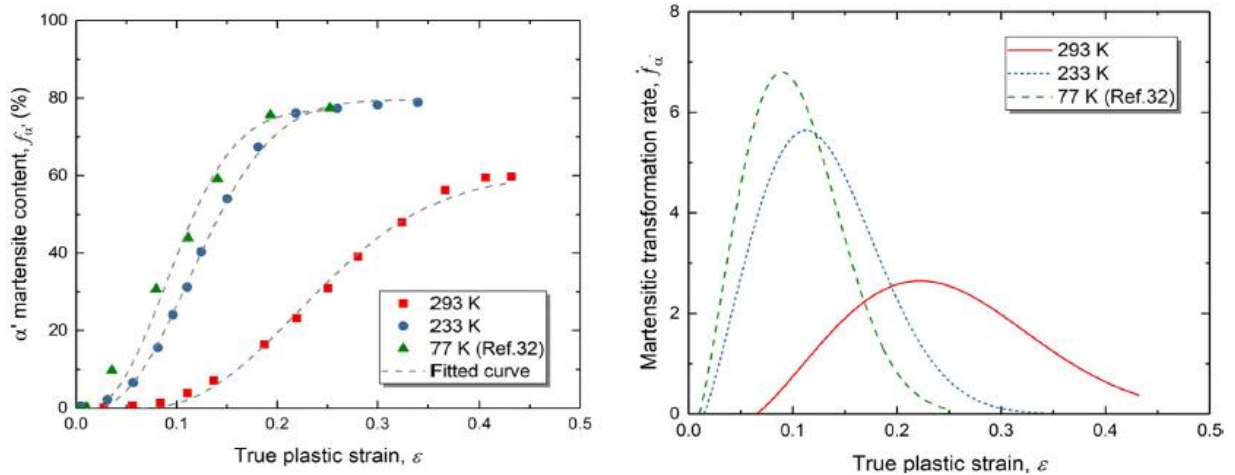 100
80
60
40
20
0
α' martensite content, fα' (%)
293 K
233 K
77 K (Ref.32)
Fitted curve
0.0 0.1 0.2 0.3 0.4 0.5
True plastic strain, ε
8
6
4
2
0
Martensitic transformation rate, ḟα'
293 K
233 K
77 K (Ref.32)
0.0 0.1 0.2 0.3 0.4 0.5
True plastic strain, ε